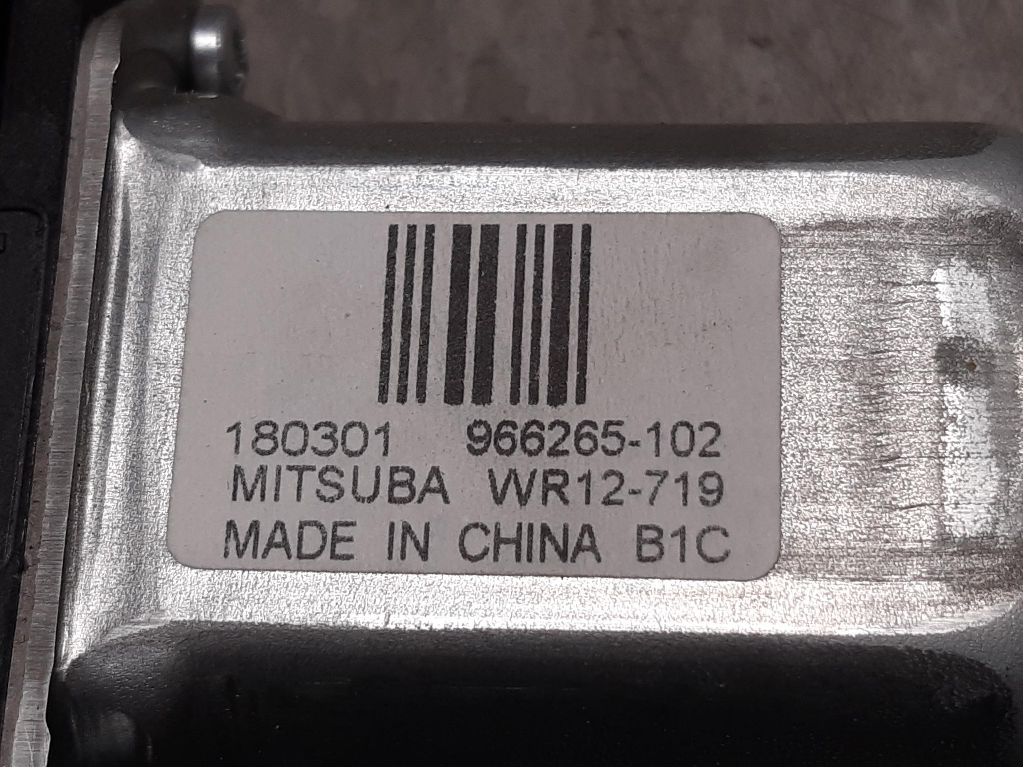 180301 966265-102
MITSUBA WR12-719
MADE IN CHINA B1C